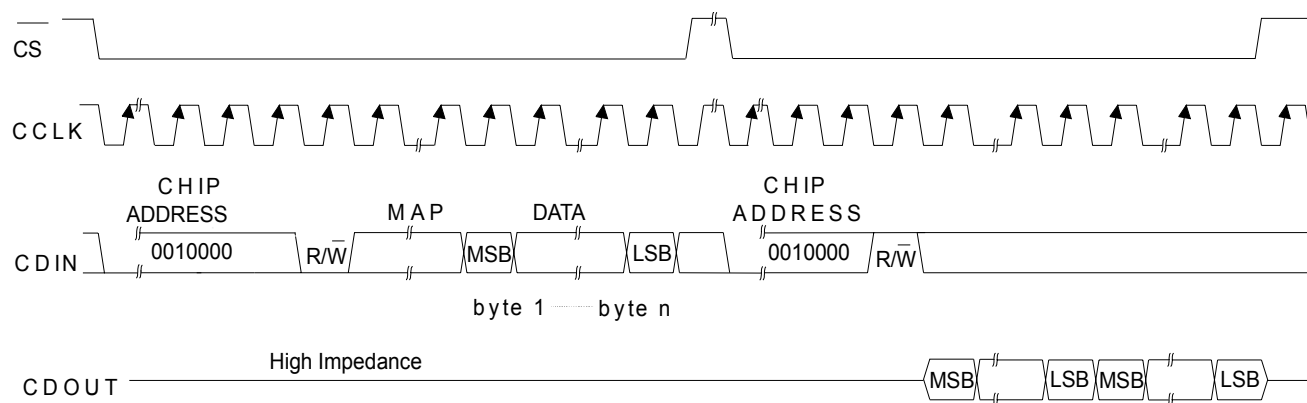 CS
CCLK
CHIP
ADDRESS
MAP
DATA
CHIP
ADDRESS
CDIN
0010000
R/W̅
MSB
LSB
0010000
R/W̅
byte 1
byte n
High Impedance
CDOUT
MSB
LSB
MSB
LSB